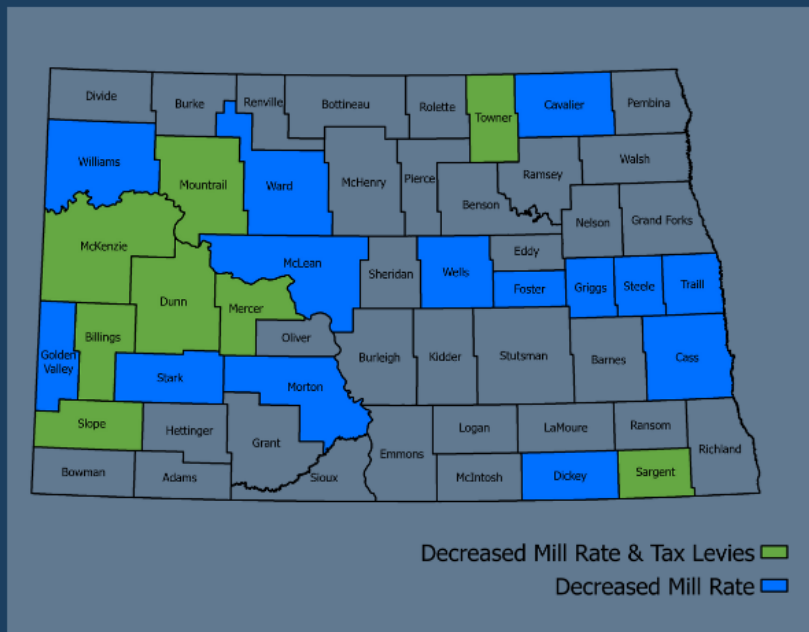 Divide
Burke
Renville
Bottineau
Rolette
Towner
Cavalier
Pembina
Williams
Mountrail
Ward
McHenry
Pierce
Benson
Ramsey
Walsh
Nelson
Grand Forks
McKenzie
Dunn
McLean
Mercer
Sheridan
Wells
Eddy
Foster
Griggs
Steele
Traill
Golden
Valley
Billings
Stark
Oliver
Morton
Burleigh
Kidder
Stutsman
Barnes
Cass
Slope
Hettinger
Grant
Emmons
Logan
LaMoure
Ransom
Richland
Bowman
Adams
Sioux
McIntosh
Dickey
Sargent
Decreased Mill Rate & Tax Levies
Decreased Mill Rate